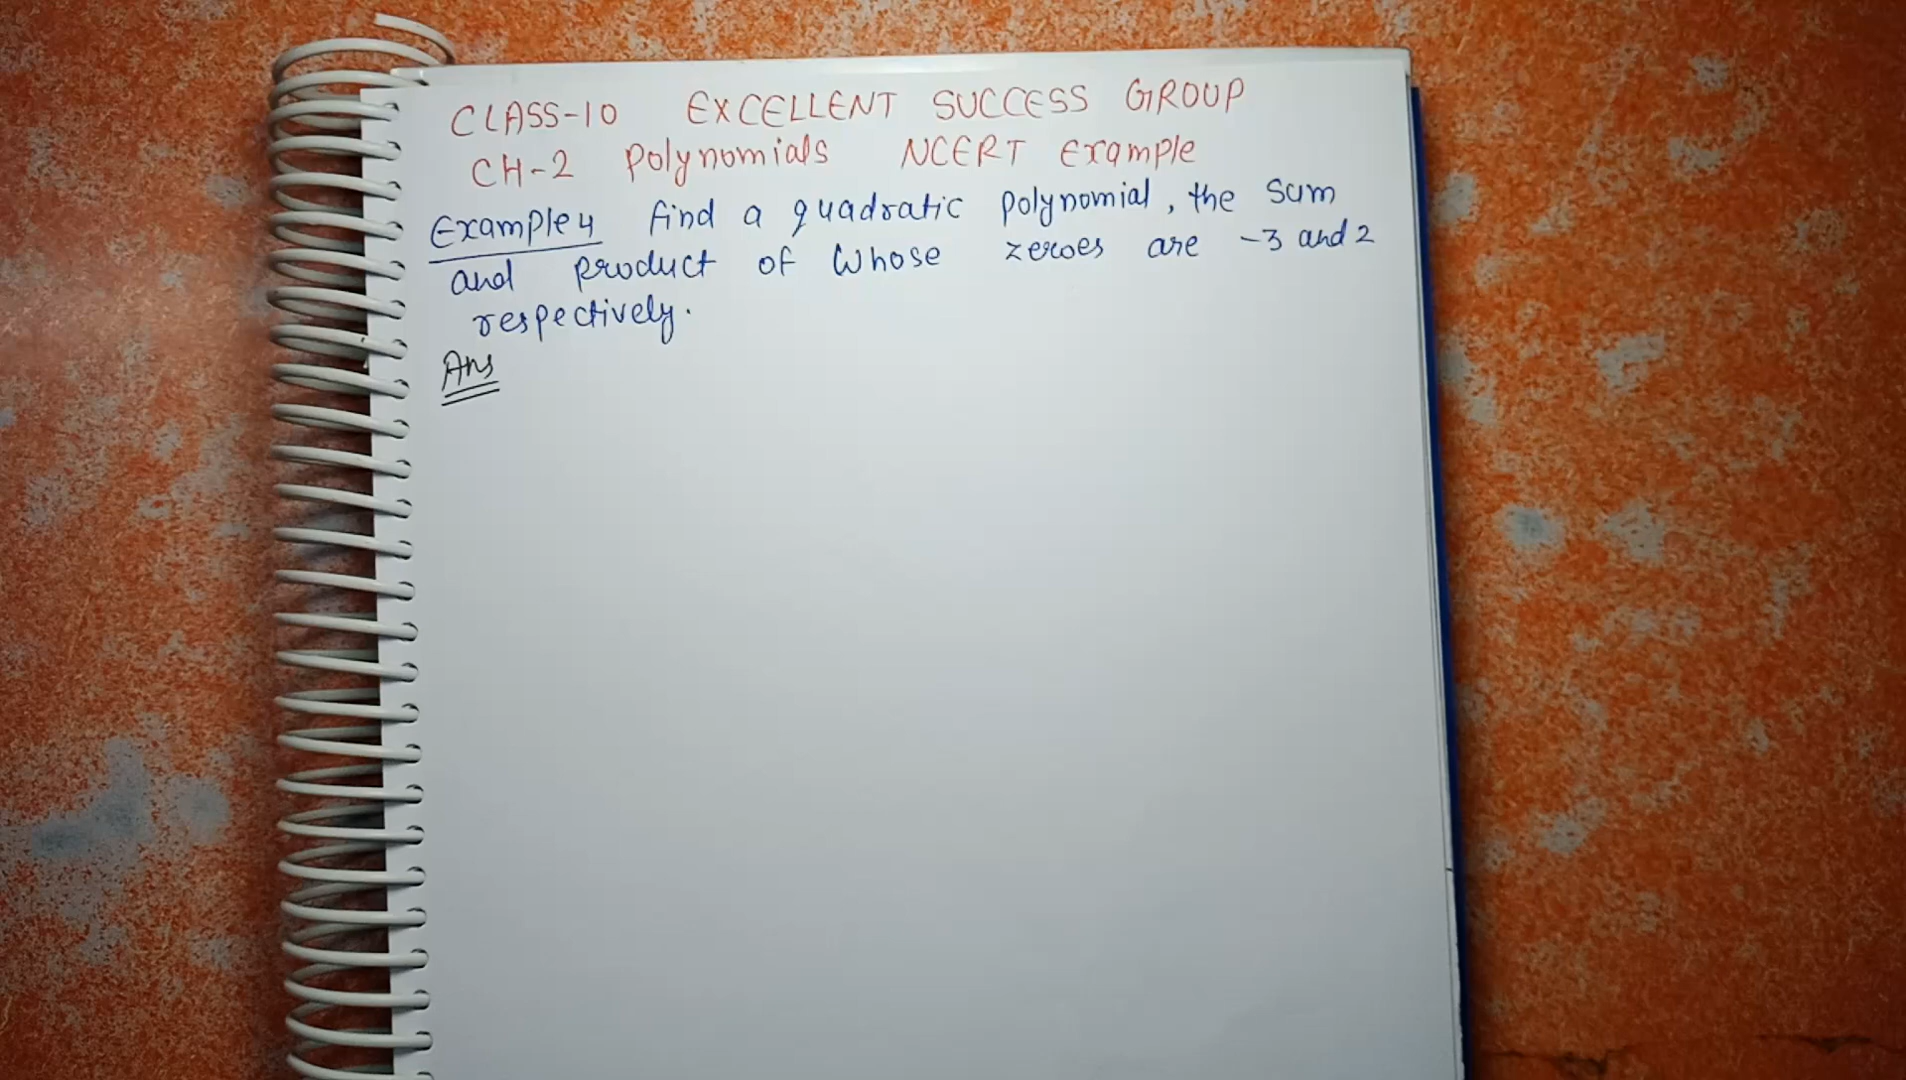 CLASS-10 EXCELLENT SUCCESS GROUP
CH-2 Polynomials NCERT Example
Example 4 find a quadratic polynomial, the sum
and product of whose zeroes are -3 and 2
respectively.
Ans